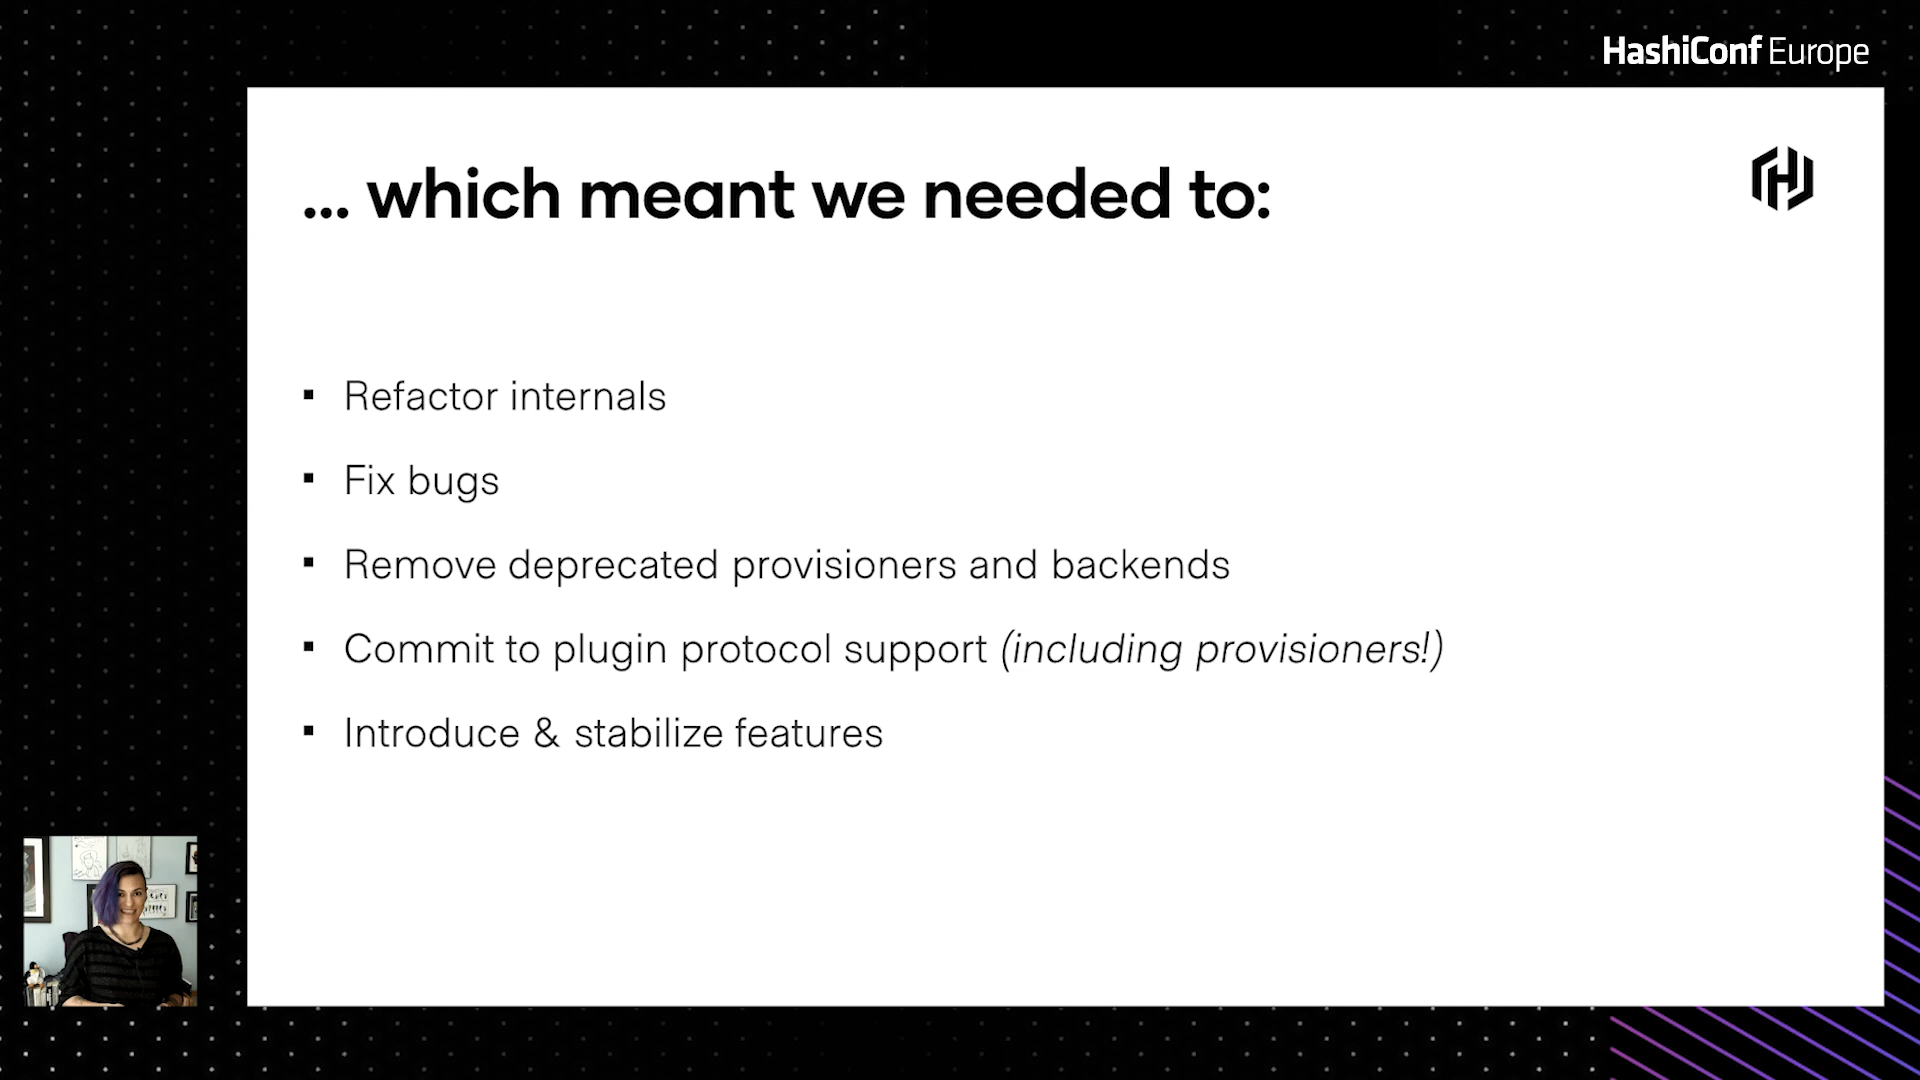 HashiConf Europe
... which meant we needed to:
▪ Refactor internals
▪ Fix bugs
▪ Remove deprecated provisioners and backends
▪ Commit to plugin protocol support (including provisioners!)
▪ Introduce & stabilize features